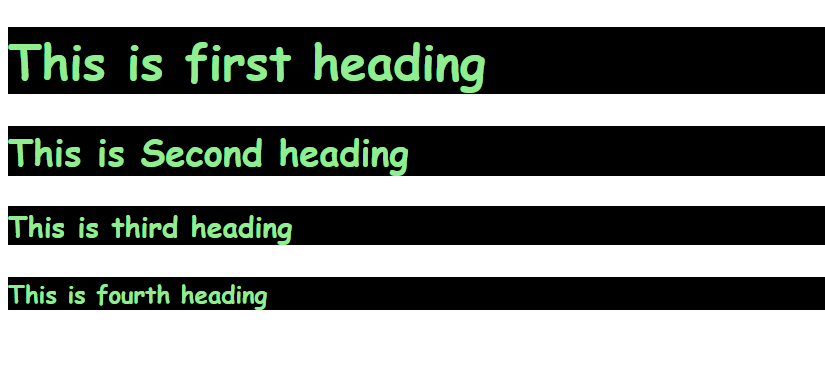 This is first heading
This is Second heading
This is third heading
This is fourth heading